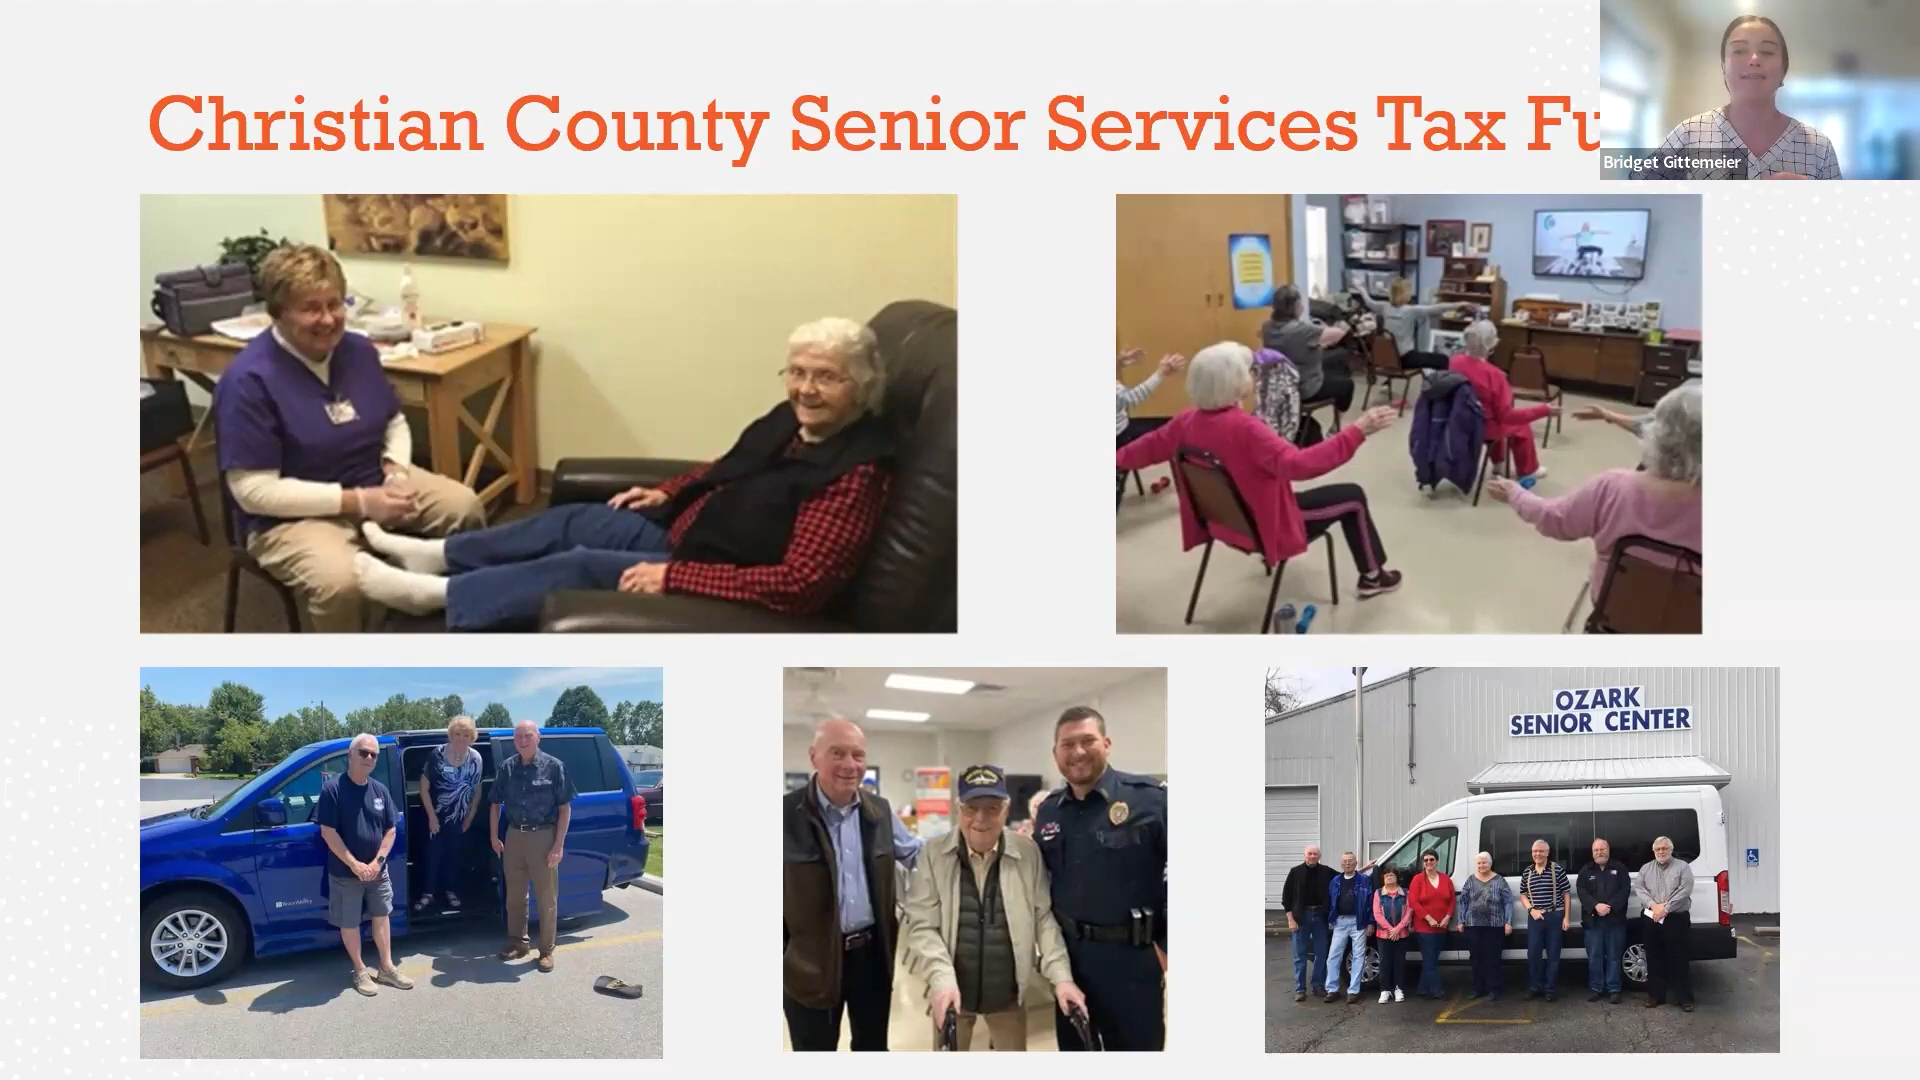 Christian County Senior Services Tax Fu
Bridget Gittemeier
OZARK
SENIOR CENTER